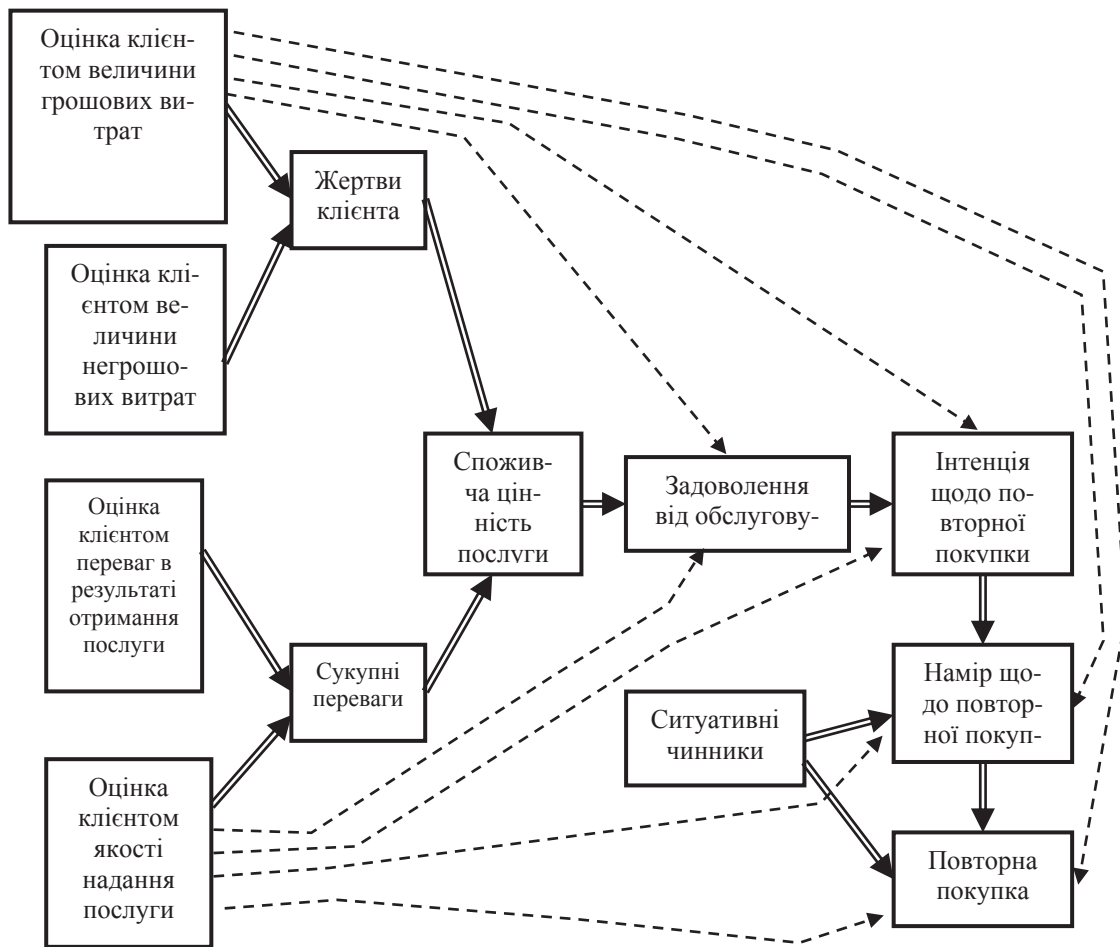 Оцінка клієн-
том величини
грошових ви-
трат
Жертви
клієнта
Оцінка клі-
єнтом ве-
личини
негрошо-
вих витрат
Спожив-
ча цін-
ність
послуги
Задоволення
від обслугову-
Інтенція
щодо по-
вторної
покупки
Оцінка
клієнтом
переваг в
результаті
отримання
послуги
Сукупні
переваги
Намір що-
до повтор-
ної покуп-
Ситуативні
чинники
Оцінка
клієнтом
якості
надання
послуги
Повторна
покупка